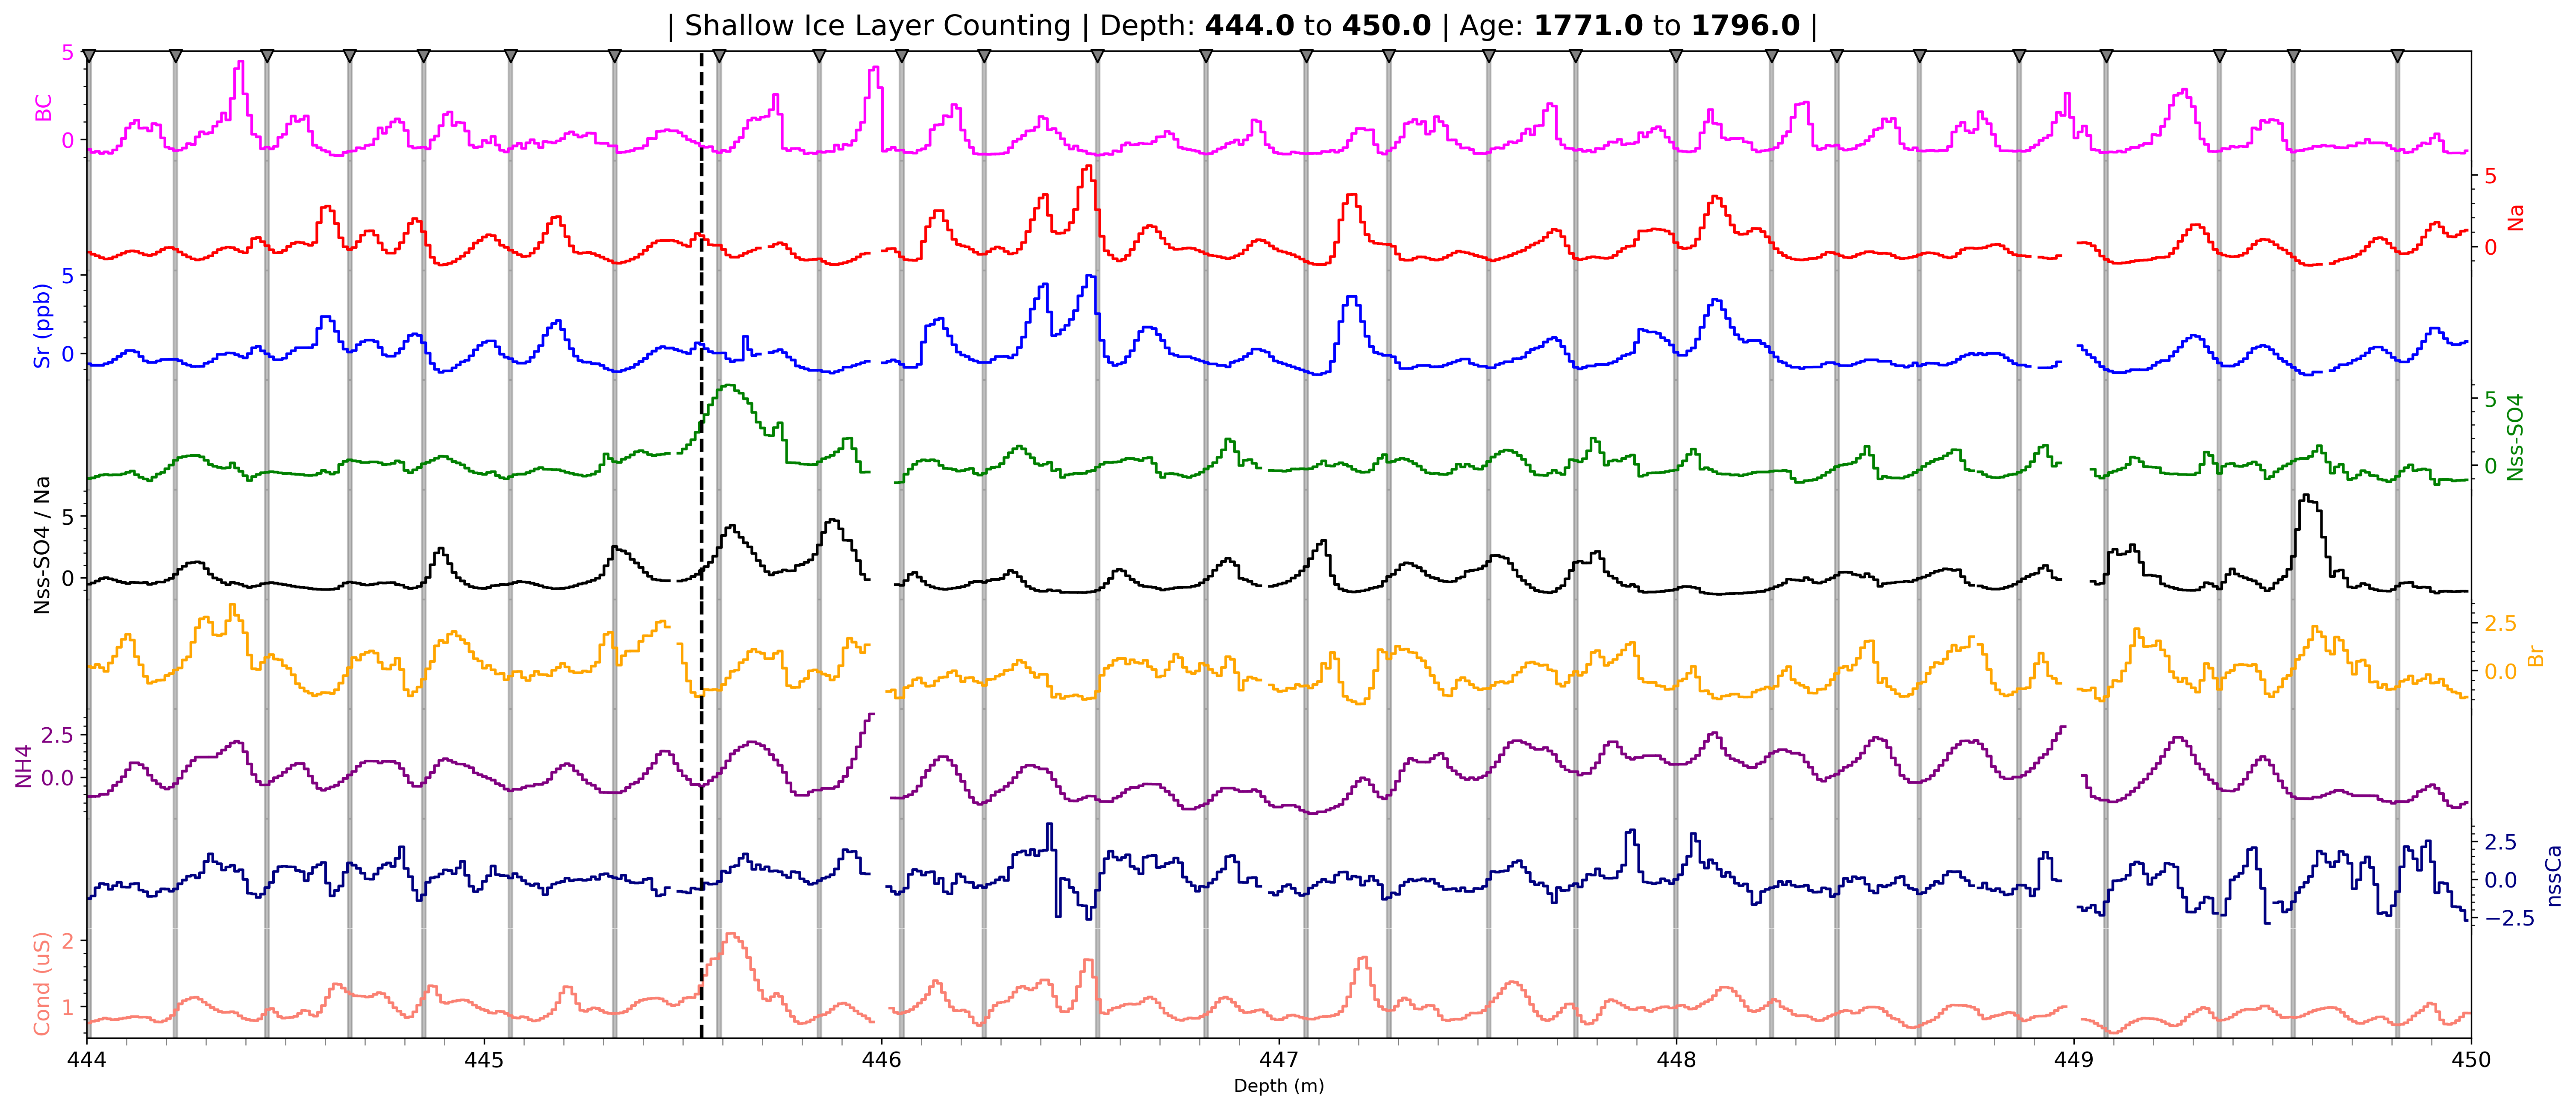 | Shallow Ice Layer Counting | Depth: 444.0 to 450.0 | Age: 1771.0 to 1796.0 |
5
0
BC
5
0
Na
5
0
Sr (ppb)
5
0
Nss-SO4
5
0
Nss-SO4 / Na
2.5
0.0
Br
2.5
0.0
NH4
2.5
0.0
−2.5
nssCa
2
1
Cond (uS)
444 445 446 447 448 449 450
Depth (m)